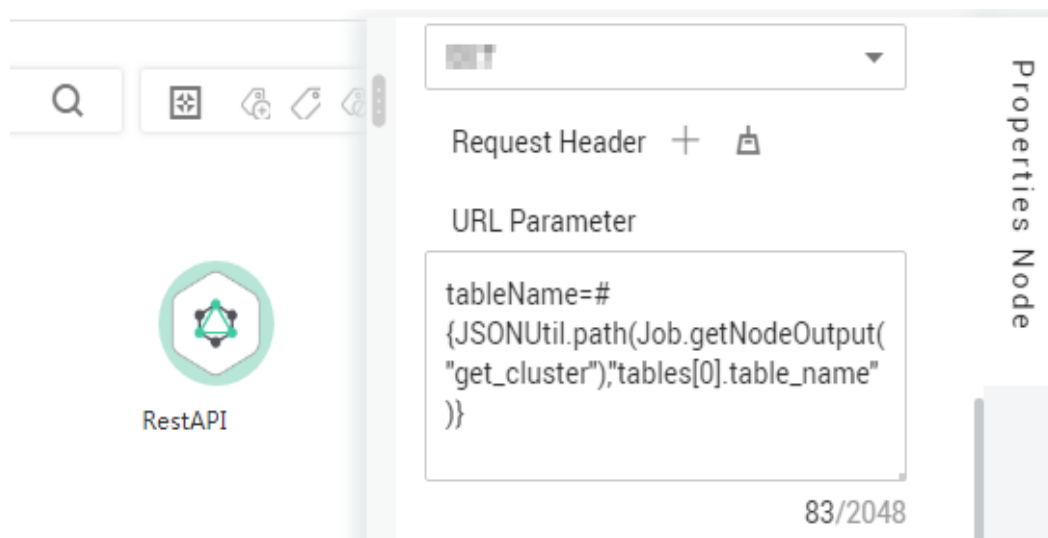 Request Header
URL Parameter
tableName=#
{JSONUtil.path(Job.getNodeOutput(
"get_cluster"),"tables[0].table_name"
)}
83/2048
RestAPI
Properties Node